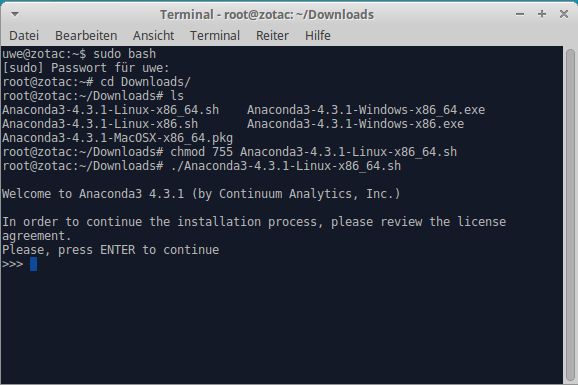 Terminal - root@zotac: ~/Downloads
Datei Bearbeiten Ansicht Terminal Reiter Hilfe
uwe@zotac:~$ sudo bash
[sudo] Passwort für uwe:
root@zotac:~# cd Downloads/
root@zotac:~/Downloads# ls
Anaconda3-4.3.1-Linux-x86_64.sh Anaconda3-4.3.1-Windows-x86_64.exe
Anaconda3-4.3.1-Linux-x86.sh Anaconda3-4.3.1-Windows-x86.exe
Anaconda3-4.3.1-MacOSX-x86_64.pkg
root@zotac:~/Downloads# chmod 755 Anaconda3-4.3.1-Linux-x86_64.sh
root@zotac:~/Downloads# ./Anaconda3-4.3.1-Linux-x86_64.sh
Welcome to Anaconda3 4.3.1 (by Continuum Analytics, Inc.)
In order to continue the installation process, please review the license
agreement.
Please, press ENTER to continue
>>>